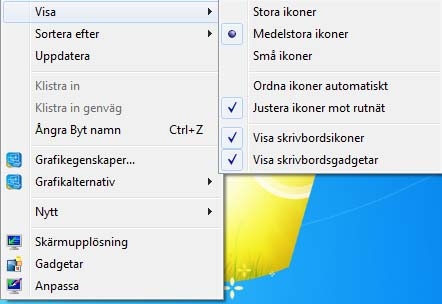 Visa
Sortera efter
Uppdatera
Klistra in
Klistra in genväg
Ångra Byt namn Ctrl+Z
Grafikegenskaper...
Grafikalternativ
Nytt
Skärmupplösning
Gadgetar
Anpassa
Stora ikoner
Medelstora ikoner
Små ikoner
Ordna ikoner automatiskt
Justera ikoner mot rutnät
Visa skrivbordsikoner
Visa skrivbordsgadgetar